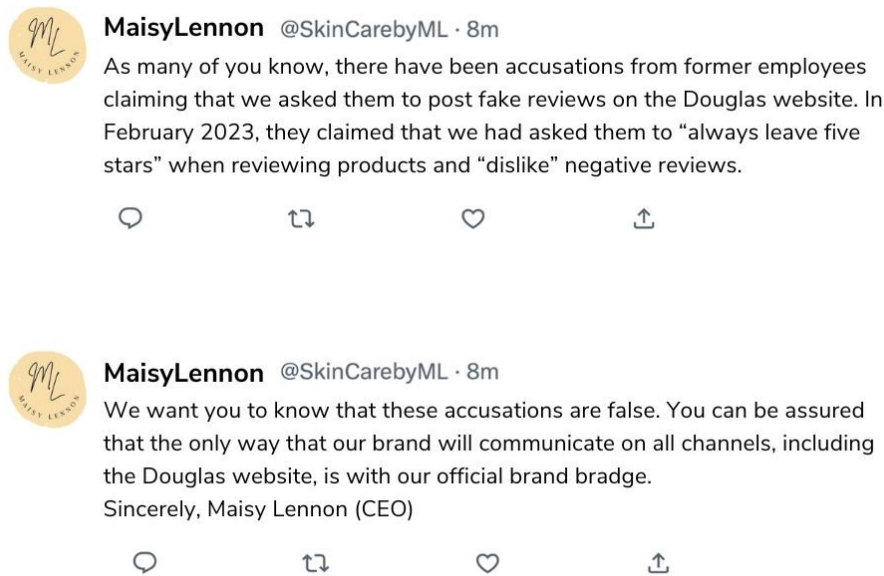 ML
MAISY LENNON
MaisyLennon @SkinCarebyML · 8m
As many of you know, there have been accusations from former employees
claiming that we asked them to post fake reviews on the Douglas website. In
February 2023, they claimed that we had asked them to “always leave five
stars” when reviewing products and “dislike” negative reviews.
ML
MAISY LENNON
MaisyLennon @SkinCarebyML · 8m
We want you to know that these accusations are false. You can be assured
that the only way that our brand will communicate on all channels, including
the Douglas website, is with our official brand bradge.
Sincerely, Maisy Lennon (CEO)